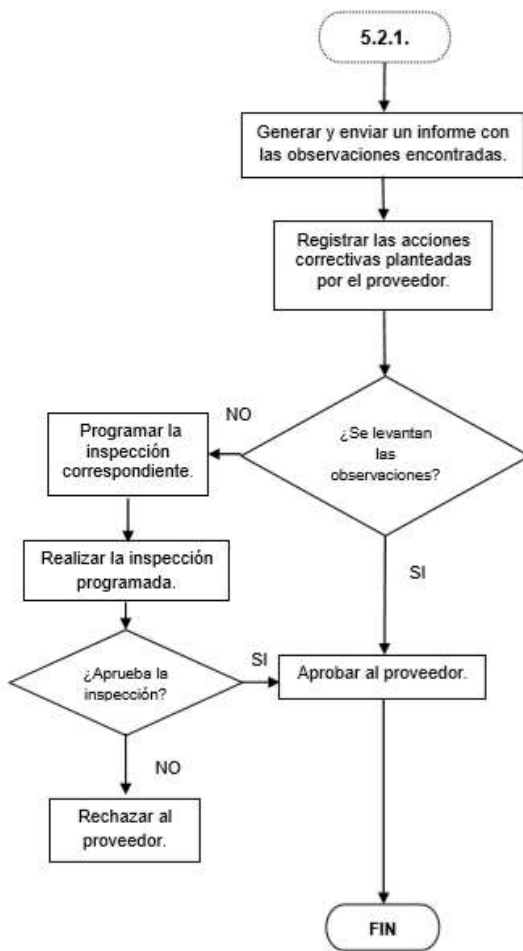 5.2.1.
Generar y enviar un informe con
las observaciones encontradas.
Registrar las acciones
correctivas planteadas
por el proveedor.
¿Se levantan
las
observaciones?
NO
Programar la
inspección
correspondiente.
Realizar la inspección
programada.
SI
¿Aprueba la
inspección?
SI
Aprobar al proveedor.
NO
Rechazar al
proveedor.
FIN